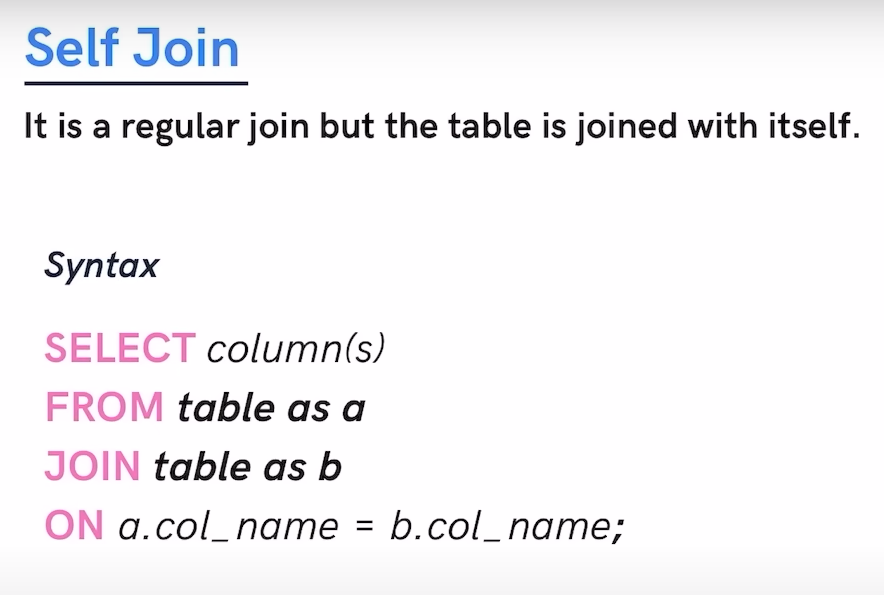 Self Join
It is a regular join but the table is joined with itself.
Syntax
SELECT column(s)
FROM table as a
JOIN table as b
ON a.col_name = b.col_name;